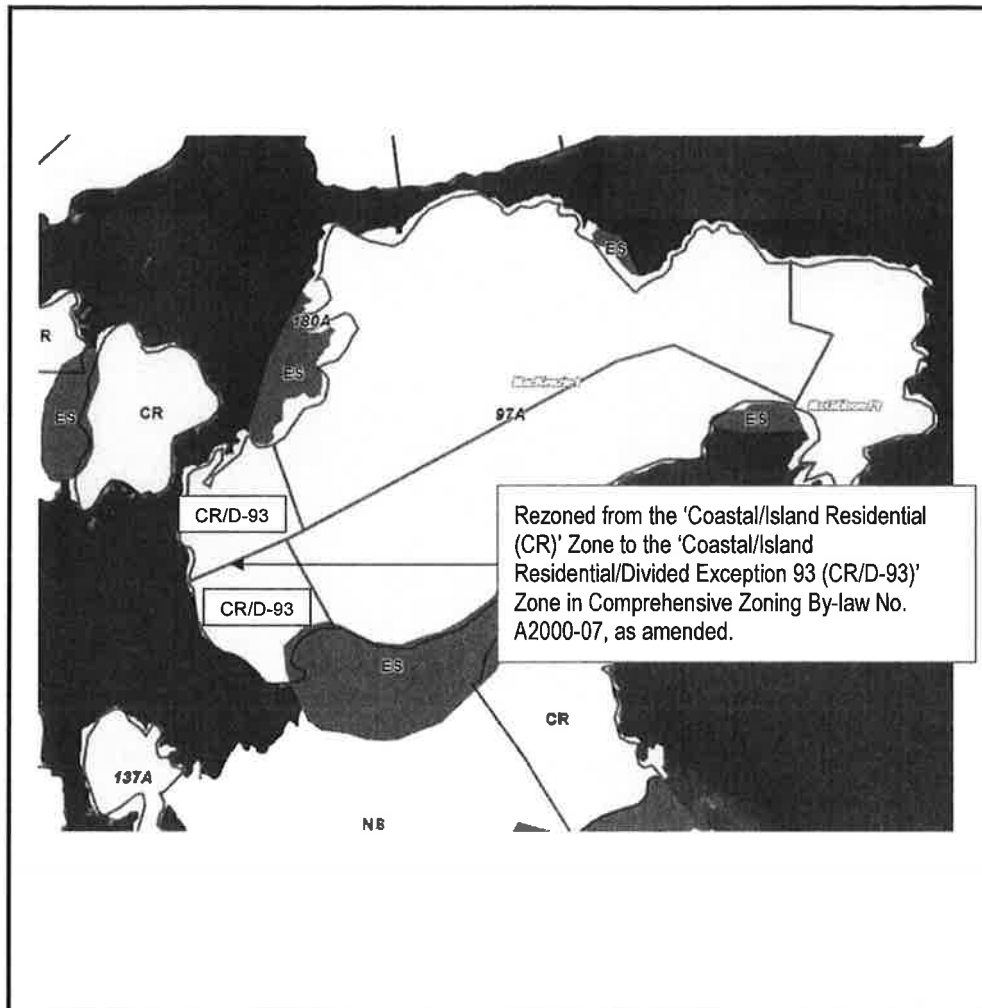 ES
180A
R
ES
MacKenzie I
CR
97A
ES
ES
CR/D-93
Rezoned from the ‘Coastal/Island Residential
(CR)’ Zone to the ‘Coastal/Island
Residential/Divided Exception 93 (CR/D-93)’
Zone in Comprehensive Zoning By-law No.
A2000-07, as amended.
CR/D-93
ES
CR
137A